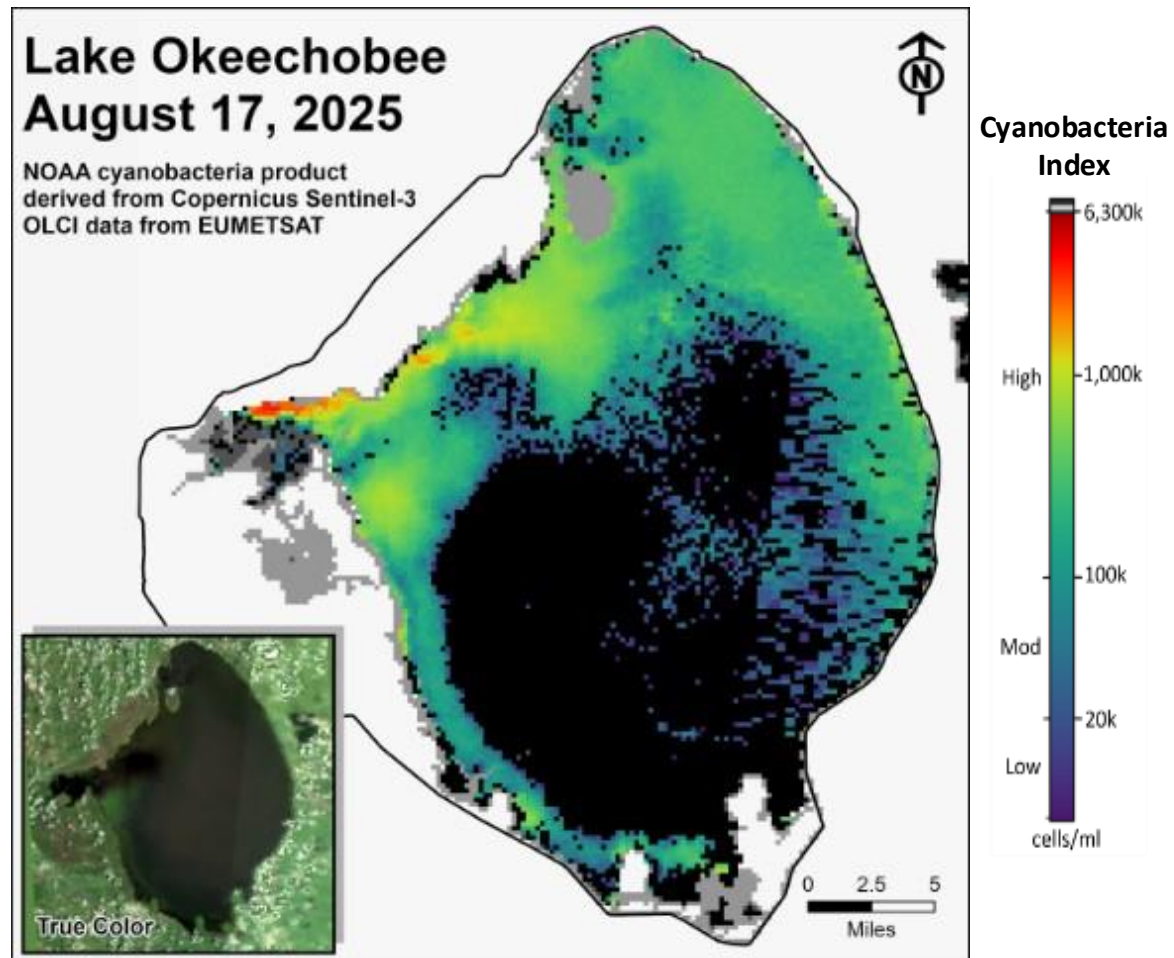 Lake Okeechobee
August 17, 2025
NOAA cyanobacteria product
derived from Copernicus Sentinel-3
OLCI data from EUMETSAT
N
Cyanobacteria
Index
6,300k
High
1,000k
100k
Mod
20k
Low
cells/ml
True Color
0 2.5 5
Miles